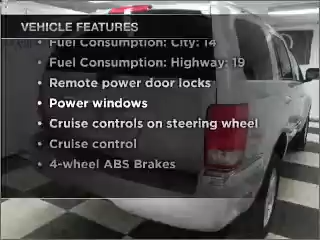 VEHICLE FEATURES
• Fuel Consumption: City: 14
• Fuel Consumption: Highway: 19
• Remote power door locks
• Power windows
• Cruise controls on steering wheel
• Cruise control
• 4-wheel ABS Brakes